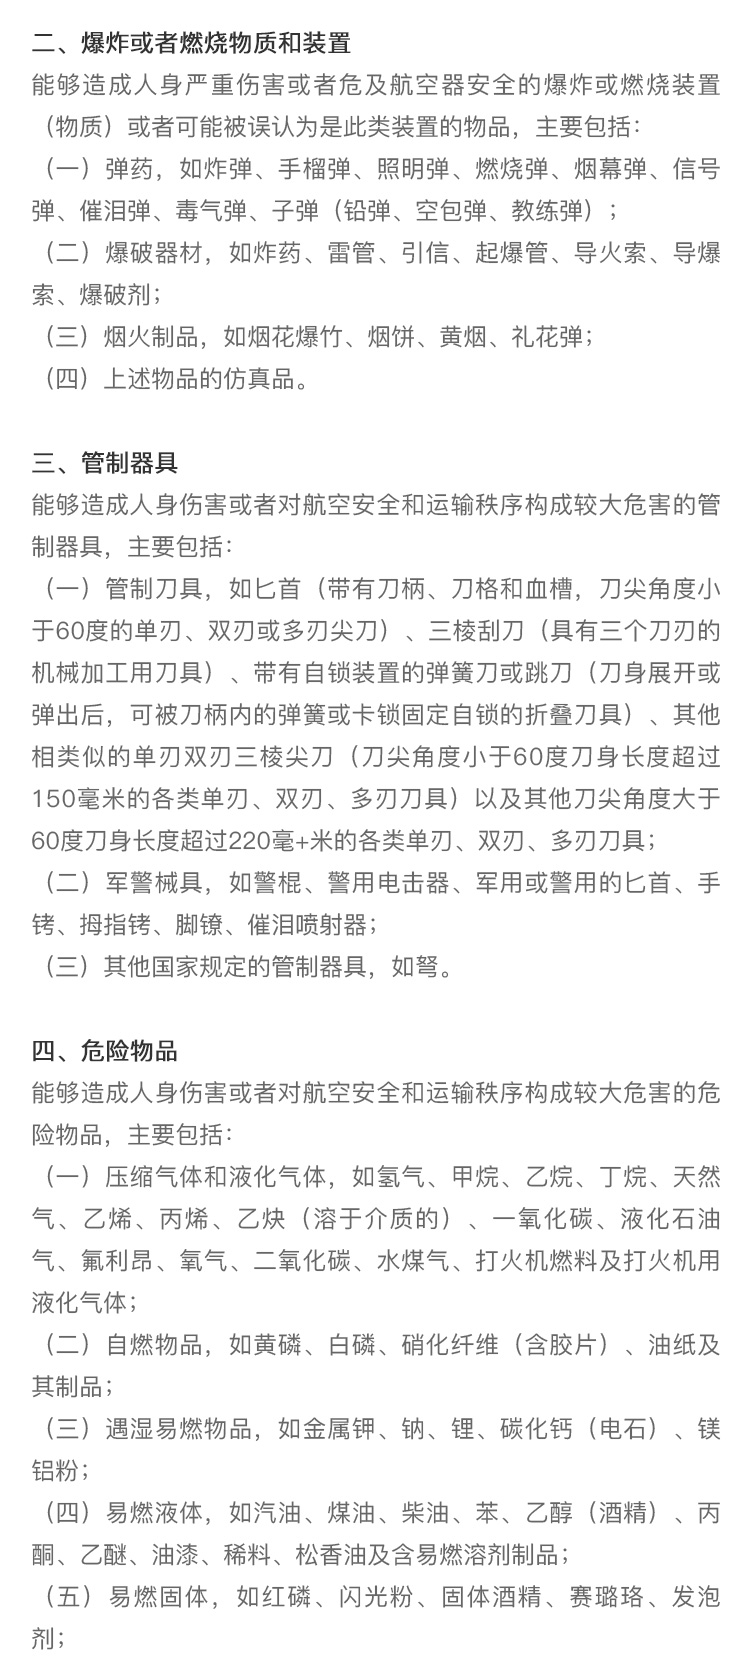 二、爆炸或者燃烧物质和装置
能够造成人身严重伤害或者危及航空器安全的爆炸或燃烧装置
（物质）或者可能被误认为是此类装置的物品，主要包括：
（一）弹药，如炸弹、手榴弹、照明弹、燃烧弹、烟幕弹、信号
弹、催泪弹、毒气弹、子弹（铅弹、空包弹、教练弹）；
（二）爆破器材，如炸药、雷管、引信、起爆管、导火索、导爆
索、爆破剂；
（三）烟火制品，如烟花爆竹、烟饼、黄烟、礼花弹；
（四）上述物品的仿真品。
三、管制器具
能够造成人身伤害或者对航空安全和运输秩序构成较大危害的管
制器具，主要包括：
（一）管制刀具，如匕首（带有刀柄、刀格和血槽，刀尖角度小
于60度的单刃、双刃或多刃尖刀）、三棱刮刀（具有三个刀刃的
机械加工用刀具）、带有自锁装置的弹簧刀或跳刀（刀身展开或
弹出后，可被刀柄内的弹簧或卡锁固定自锁的折叠刀具）、其他
相类似的单刃双刃三棱尖刀（刀尖角度小于60度刀身长度超过
150毫米的各类单刃、双刃、多刃刀具）以及其他刀尖角度大于
60度刀身长度超过220毫+米的各类单刃、双刃、多刃刀具；
（二）军警械具，如警棍、警用电击器、军用或警用的匕首、手
铐、拇指铐、脚镣、催泪喷射器；
（三）其他国家规定的管制器具，如弩。
四、危险物品
能够造成人身伤害或者对航空安全和运输秩序构成较大危害的危
险物品，主要包括：
（一）压缩气体和液化气体，如氢气、甲烷、乙烷、丁烷、天然
气、乙烯、丙烯、乙炔（溶于介质的）、一氧化碳、液化石油
气、氟利昂、氧气、二氧化碳、水煤气、打火机燃料及打火机用
液化气体；
（二）自燃物品，如黄磷、白磷、硝化纤维（含胶片）、油纸及
其制品；
（三）遇湿易燃物品，如金属钾、钠、锂、碳化钙（电石）、镁
铝粉；
（四）易燃液体，如汽油、煤油、柴油、苯、乙醇（酒精）、丙
酮、乙醚、油漆、稀料、松香油及含易燃溶剂制品；
（五）易燃固体，如红磷、闪光粉、固体酒精、赛璐珞、发泡
剂；